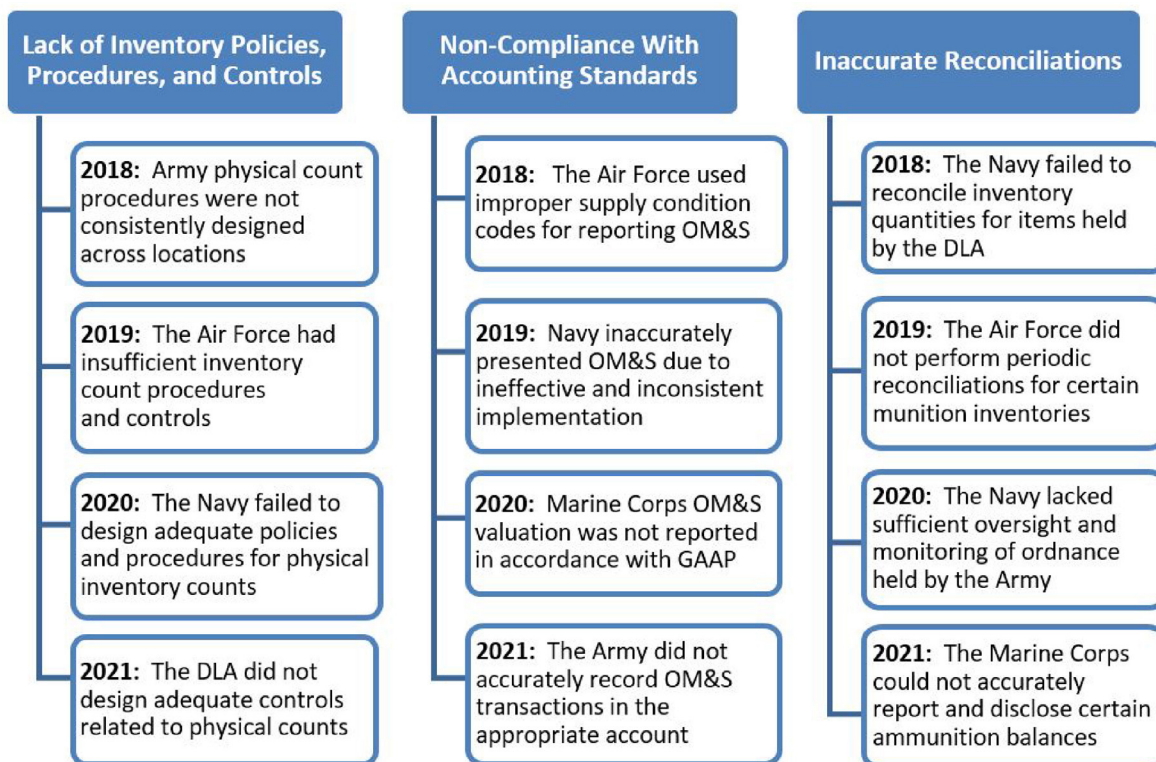 Lack of Inventory Policies,
Procedures, and Controls
2018: Army physical count
procedures were not
consistently designed
across locations
2019: The Air Force had
insufficient inventory
count procedures
and controls
2020: The Navy failed to
design adequate policies
and procedures for physical
inventory counts
2021: The DLA did not
design adequate controls
related to physical counts
Non-Compliance With
Accounting Standards
2018: The Air Force used
improper supply condition
codes for reporting OM&S
2019: Navy inaccurately
presented OM&S due to
ineffective and inconsistent
implementation
2020: Marine Corps OM&S
valuation was not reported
in accordance with GAAP
2021: The Army did not
accurately record OM&S
transactions in the
appropriate account
Inaccurate Reconciliations
2018: The Navy failed to
reconcile inventory
quantities for items held
by the DLA
2019: The Air Force did
not perform periodic
reconciliations for certain
munition inventories
2020: The Navy lacked
sufficient oversight and
monitoring of ordnance
held by the Army
2021: The Marine Corps
could not accurately
report and disclose certain
ammunition balances